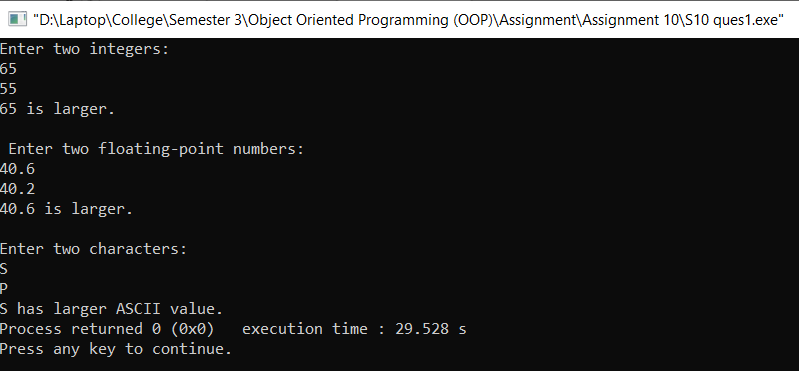 "D:\Laptop\College\Semester 3\Object Oriented Programming (OOP)\Assignment\Assignment 10\S10 ques1.exe"
Enter two integers:
65
55
65 is larger.
Enter two floating-point numbers:
40.6
40.2
40.6 is larger.
Enter two characters:
S
P
S has larger ASCII value.
Process returned 0 (0x0)   execution time : 29.528 s
Press any key to continue.